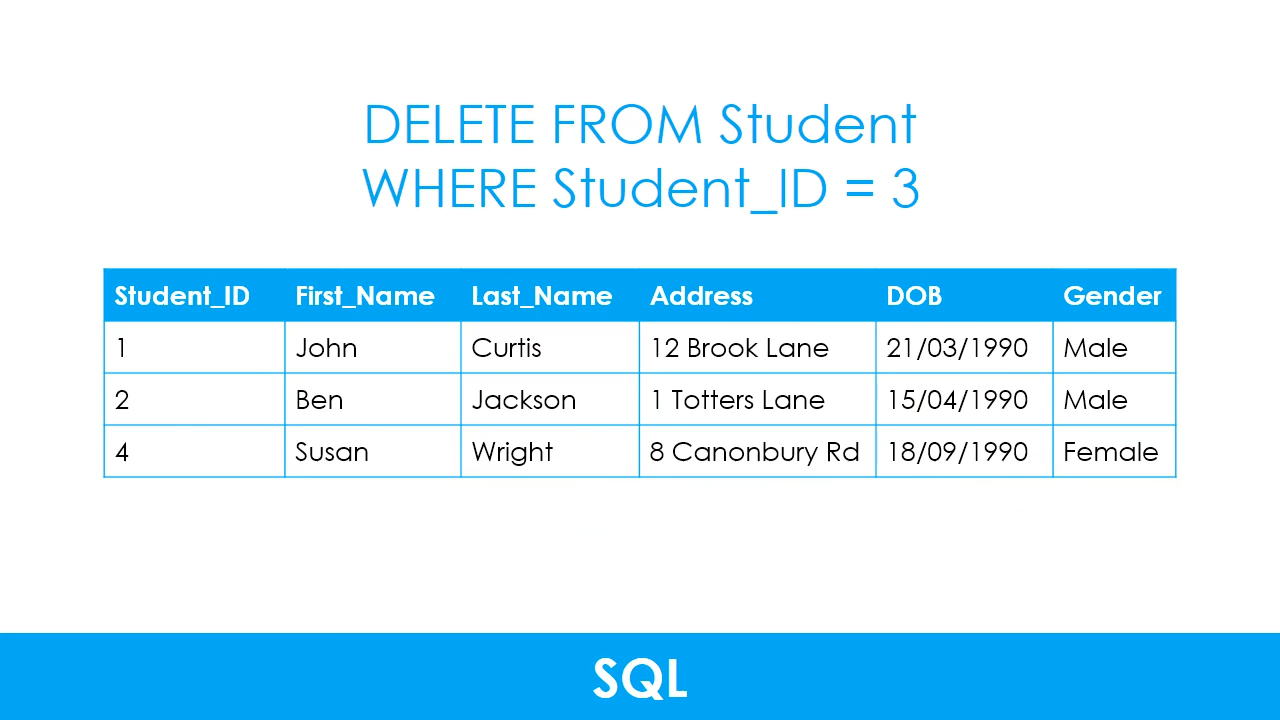 DELETE FROM Student
WHERE Student_ID = 3
Student_ID First_Name Last_Name Address DOB Gender
1 John Curtis 12 Brook Lane 21/03/1990 Male
2 Ben Jackson 1 Totters Lane 15/04/1990 Male
4 Susan Wright 8 Canonbury Rd 18/09/1990 Female
SQL